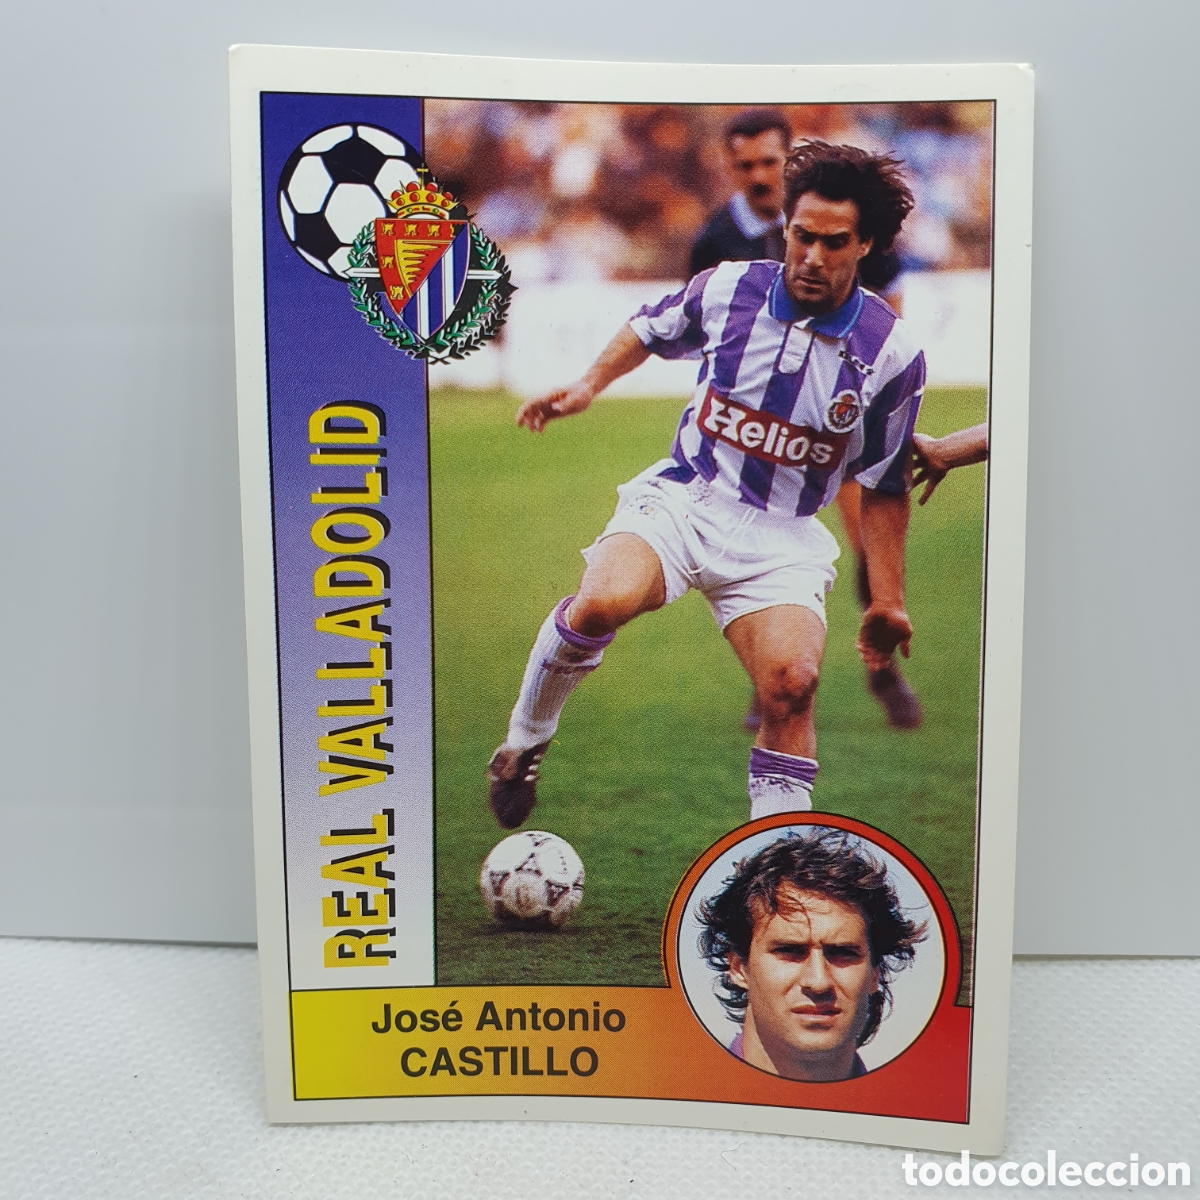 REAL VALLADOLID
Helios
José Antonio
CASTILLO
todocoleccion